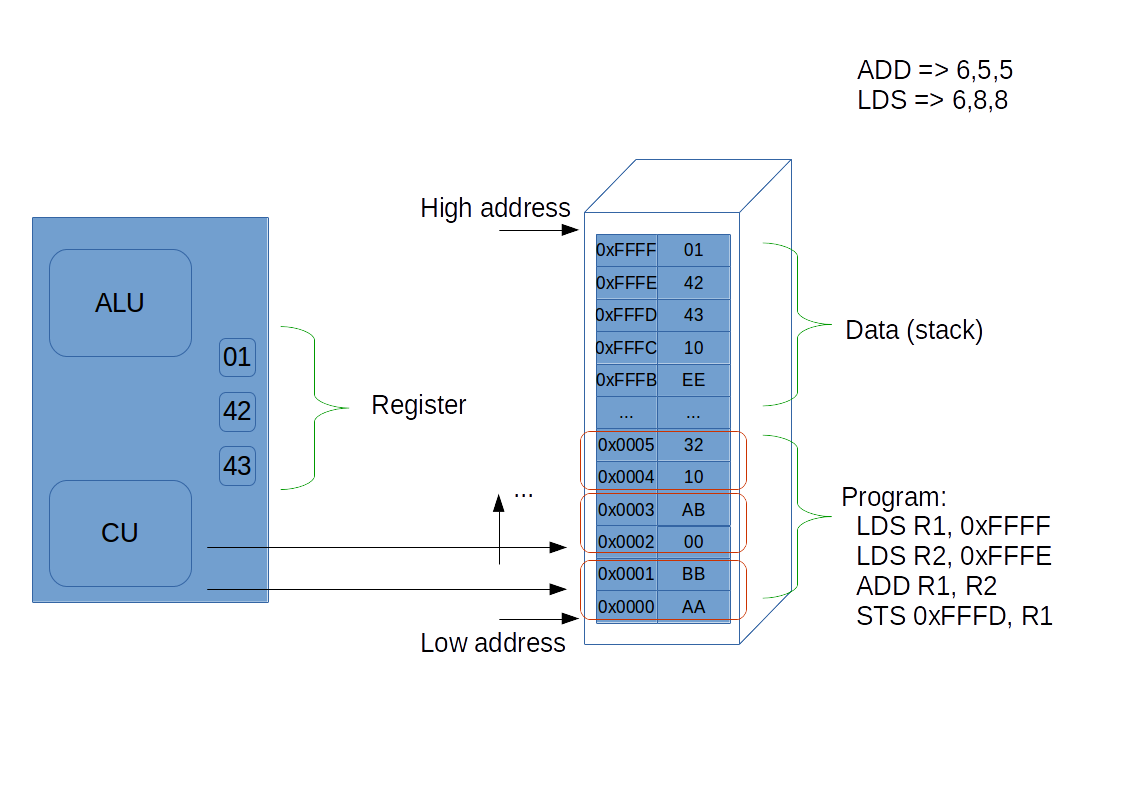 ADD => 6,5,5
LDS => 6,8,8
High address
0xFFFF 01
0xFFFE 42
0xFFFD 43
0xFFFC 10
0xFFFB EE
... ...
0x0005 32
0x0004 10
0x0003 AB
0x0002 00
0x0001 BB
0x0000 AA
Low address
ALU
01
42
43
CU
Register
...
Data (stack)
Program:
LDS R1, 0xFFFF
LDS R2, 0xFFFE
ADD R1, R2
STS 0xFFFD, R1